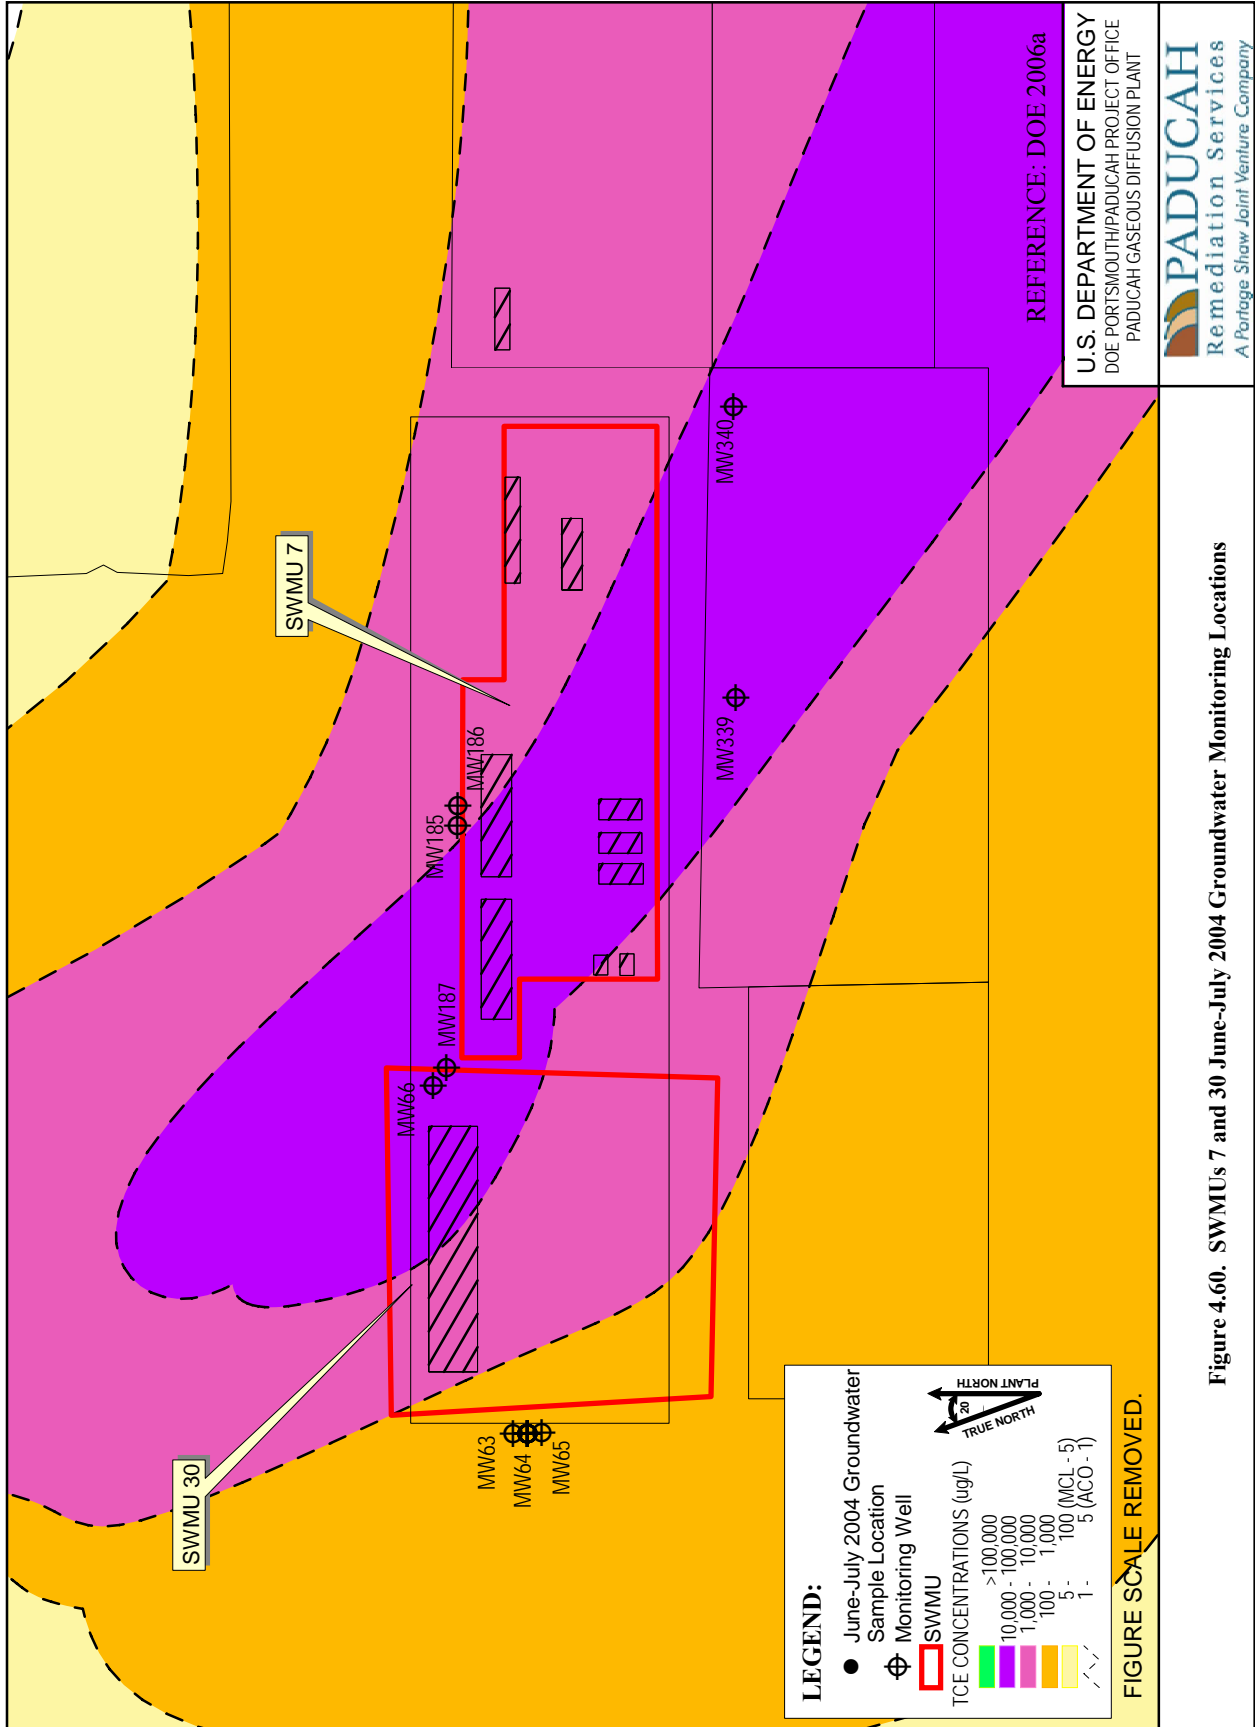 SWMU 30
SWMU 7
MW63
MW64
MW65
MW66
MW187
MW185
MW186
MW339
MW340
REFERENCE: DOE 2006a
LEGEND:
June-July 2004 Groundwater
Sample Location
Monitoring Well
SWMU
TCE CONCENTRATIONS (ug/L)
>100,000
10,000 - 100,000
1,000 - 10,000
100 - 1,000
5 - 100 (MCL - 5)
1 - 5 (ACO - 1)
20
TRUE NORTH
PLANT NORTH
FIGURE SCALE REMOVED.
U.S. DEPARTMENT OF ENERGY
DOE PORTSMOUTH/PADUCAH PROJECT OFFICE
PADUCAH GASEOUS DIFFUSION PLANT
PADUCAH
Remediation Services
A Portage Shaw Joint Venture Company
Figure 4.60. SWMUs 7 and 30 June-July 2004 Groundwater Monitoring Locations